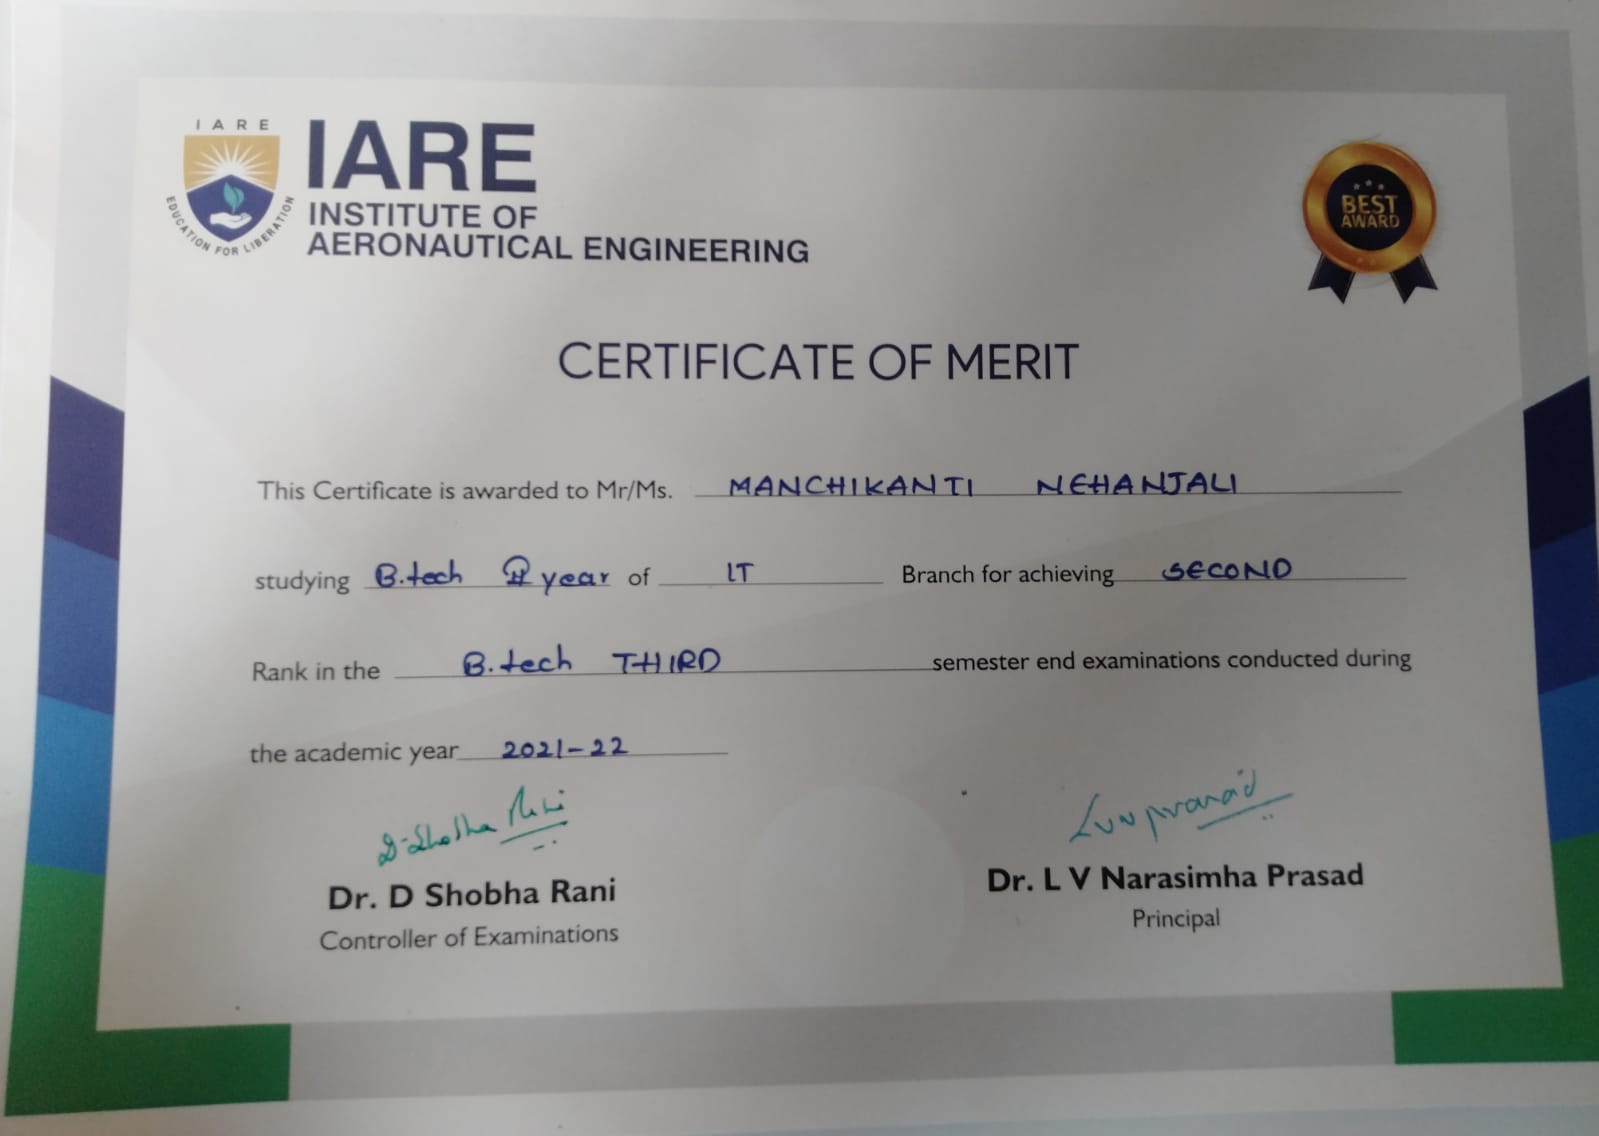 IARE
EDUCATION FOR LIBERATION
IARE
INSTITUTE OF
AERONAUTICAL ENGINEERING
BEST
AWARD
CERTIFICATE OF MERIT
This Certificate is awarded to Mr/Ms. MANCHIKANTI NEHANJALI
studying B.tech II year of IT Branch for achieving SECOND
Rank in the B.tech THIRD semester end examinations conducted during
the academic year 2021-22
D. Shobha Rani
Dr. D Shobha Rani
Controller of Examinations
Dr. L V Narasimha Prasad
Principal